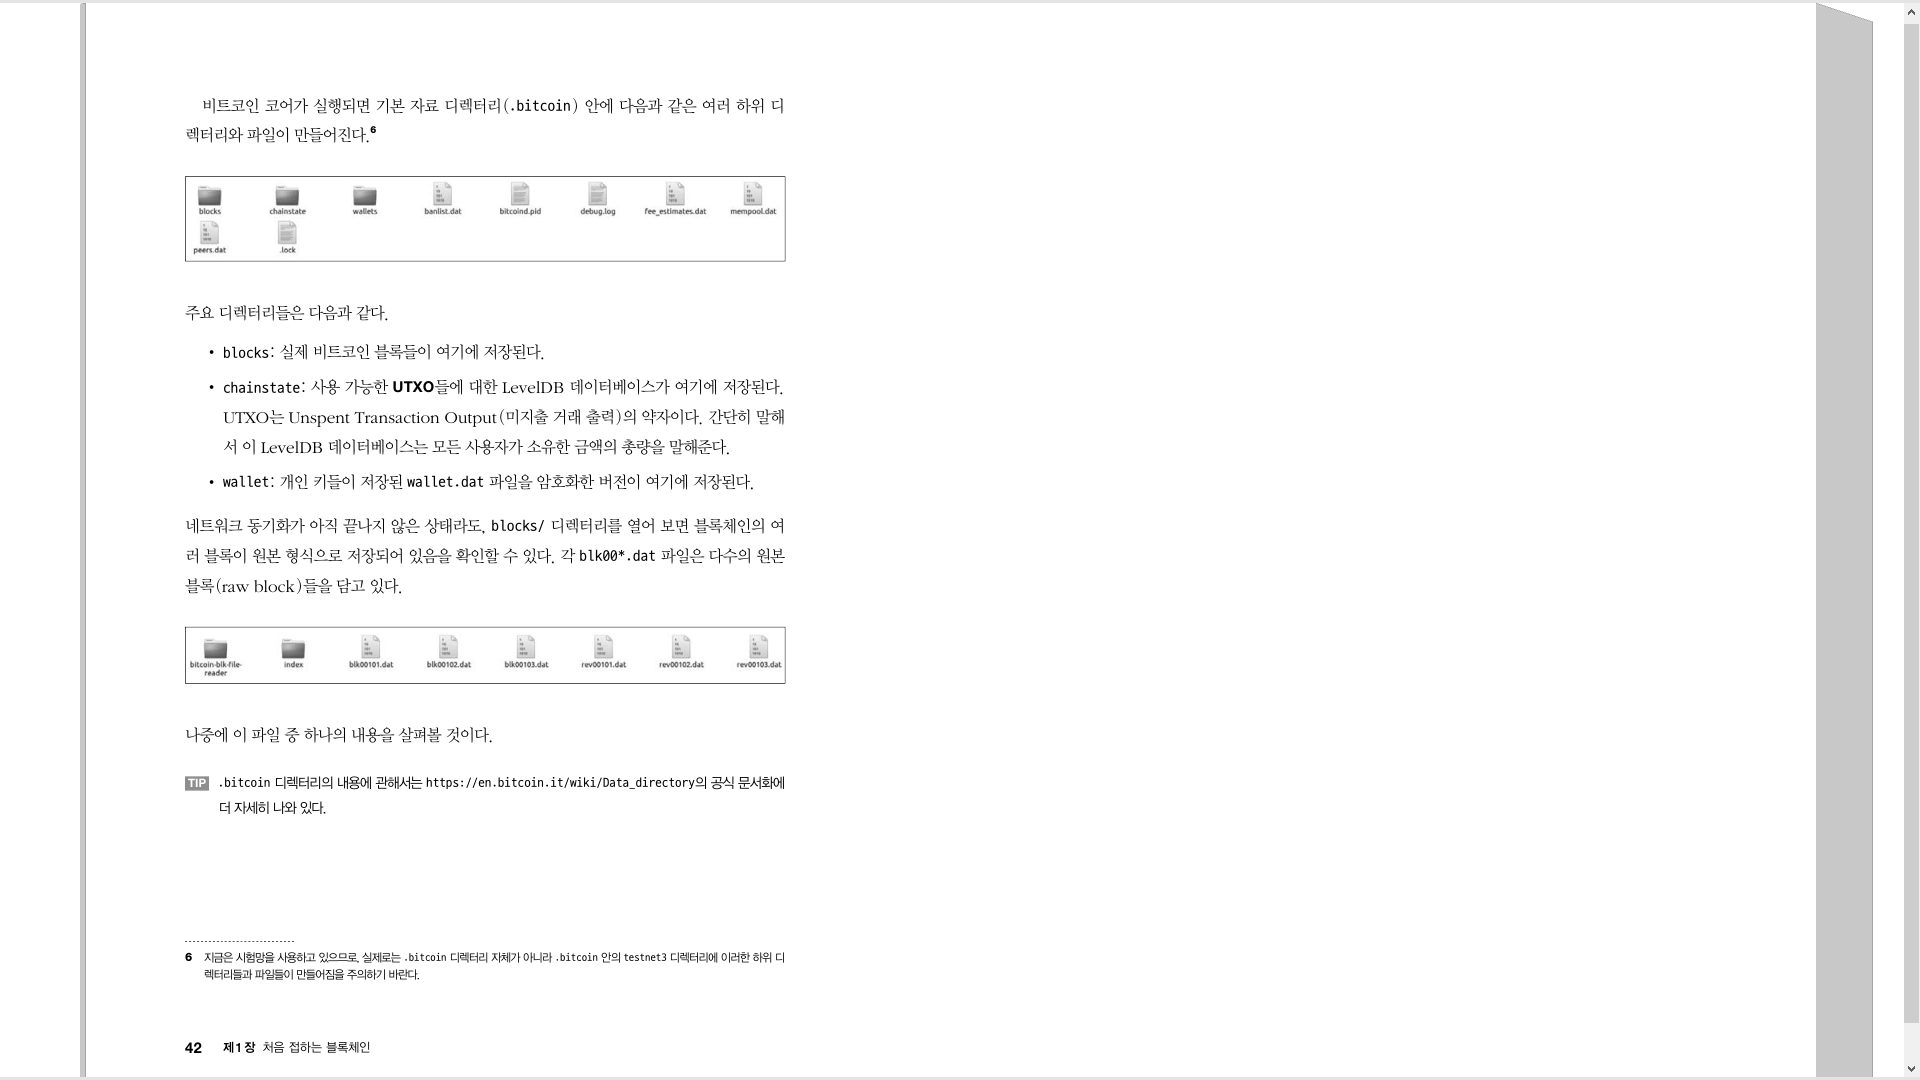 비트코인 코어가 실행되면 기본 자료 디렉터리(.bitcoin) 안에 다음과 같은 여러 하위 디
렉터리와 파일이 만들어진다.6
blocks chainstate wallets banlist.dat bitcoind.pid debug.log fee_estimates.dat mempool.dat
peers.dat .lock
주요 디렉터리들은 다음과 같다.
• blocks: 실제 비트코인 블록들이 여기에 저장된다.
• chainstate: 사용 가능한 UTXO들에 대한 LevelDB 데이터베이스가 여기에 저장된다.
UTXO는 Unspent Transaction Output(미지출 거래 출력)의 약자이다. 간단히 말해
서 이 LevelDB 데이터베이스는 모든 사용자가 소유한 금액의 총량을 말해준다.
• wallet: 개인 키들이 저장된 wallet.dat 파일을 암호화한 버전이 여기에 저장된다.
네트워크 동기화가 아직 끝나지 않은 상태라도, blocks/ 디렉터리를 열어 보면 블록체인의 여
러 블록이 원본 형식으로 저장되어 있음을 확인할 수 있다. 각 blk00*.dat 파일은 다수의 원본
블록(raw block)들을 담고 있다.
bitcoin-blk-file- index blk00101.dat blk00102.dat blk00103.dat rev00101.dat rev00102.dat rev00103.dat
reader
나중에 이 파일 중 하나의 내용을 살펴볼 것이다.
TIP .bitcoin 디렉터리의 내용에 관해서는 https://en.bitcoin.it/wiki/Data_directory의 공식 문서화에
더 자세히 나와 있다.
6 지금은 시험망을 사용하고 있으므로, 실제로는 .bitcoin 디렉터리 자체가 아니라 .bitcoin 안의 testnet3 디렉터리에 이러한 하위 디
렉터리들과 파일들이 만들어짐을 주의하기 바란다.
42 제1장 처음 접하는 블록체인